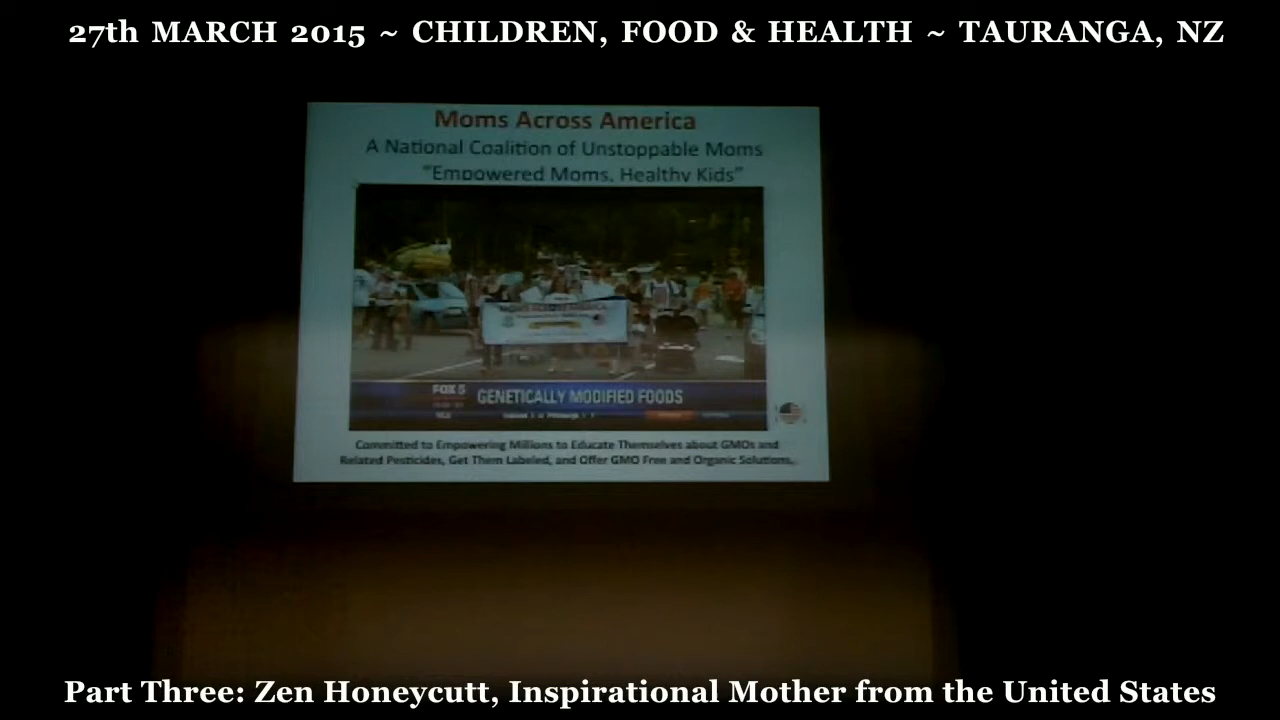 27th MARCH 2015 ~ CHILDREN, FOOD & HEALTH ~ TAURANGA, NZ
Moms Across America
A National Coalition of Unstoppable Moms
"Empowered Moms, Healthy Kids"
FOX 5
GENETICALLY MODIFIED FOODS
Committed to Empowering Millions to Educate Themselves about GMOs and
Related Pesticides, Get Them Labeled, and Offer GMO Free and Organic Solutions.
Part Three: Zen Honeycutt, Inspirational Mother from the United States